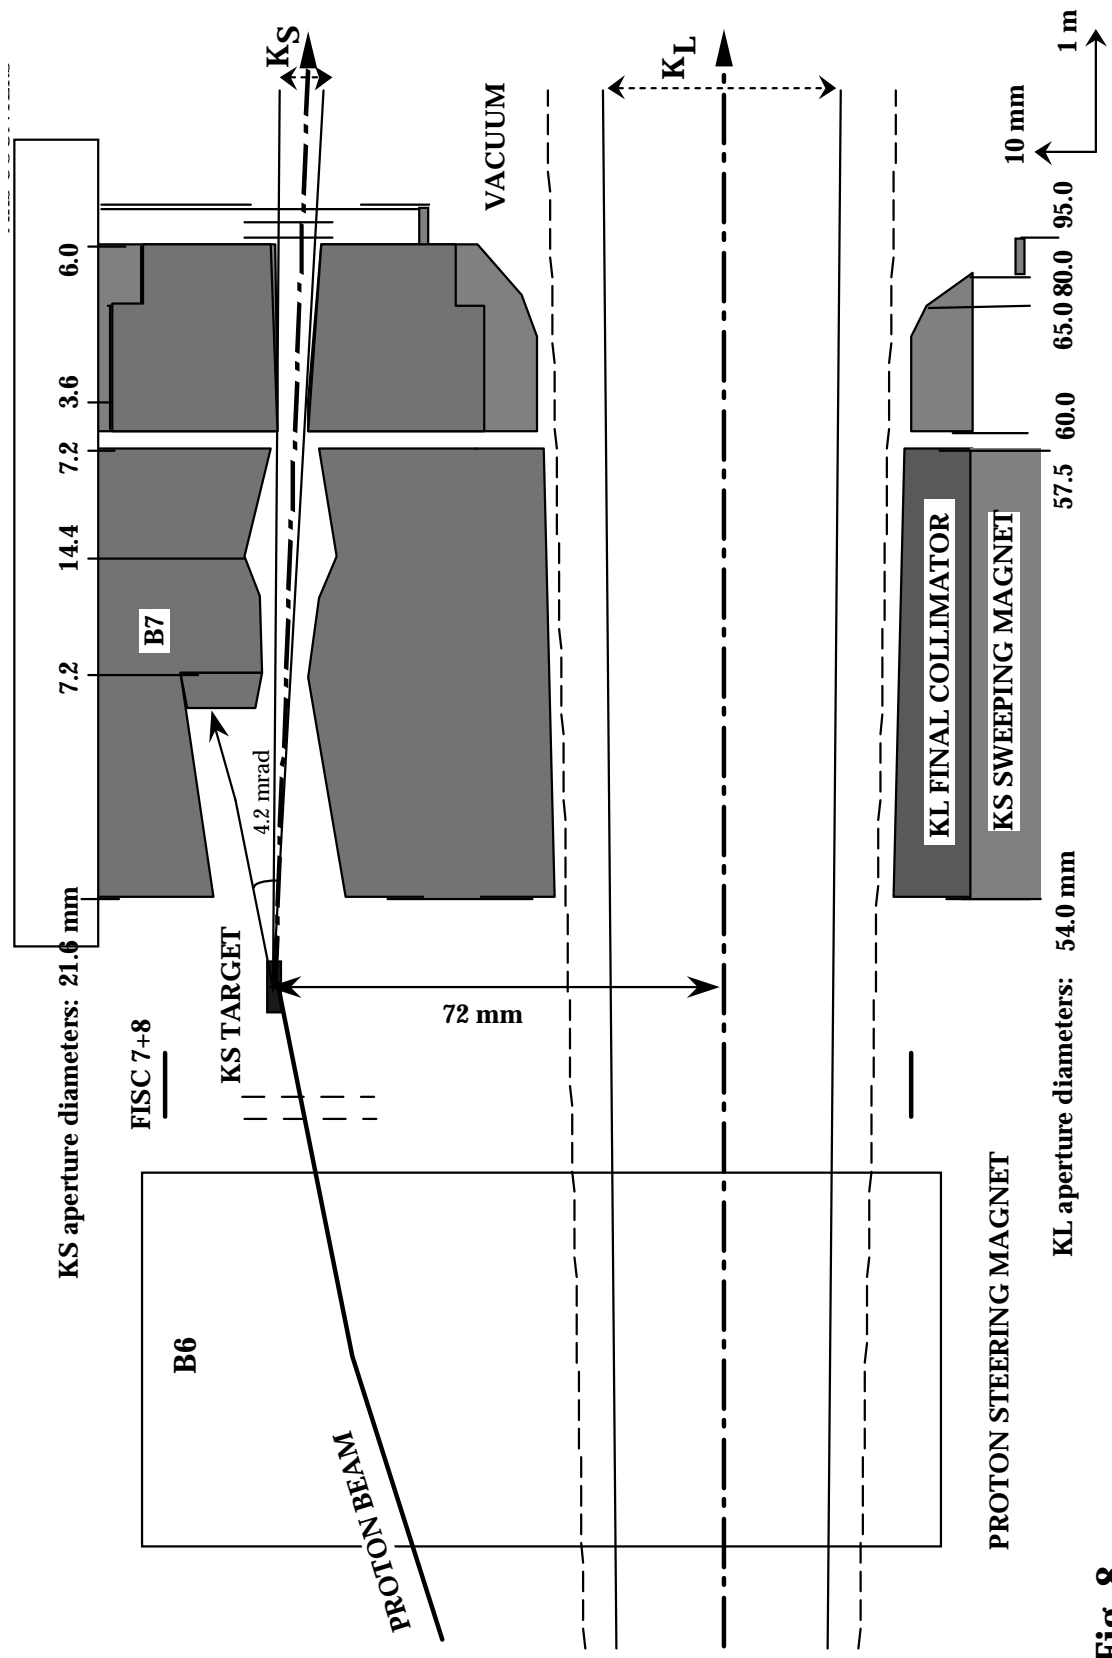 KS aperture diameters: 21.6 mm
7.2
14.4
7.2
3.6
6.0
FISC 7+8
B7
B6
KS TARGET
4.2 mrad
KS
PROTON BEAM
72 mm
VACUUM
KL
KL FINAL COLLIMATOR
KS SWEEPING MAGNET
PROTON STEERING MAGNET
10 mm
1 m
KL aperture diameters: 54.0 mm
57.5
60.0
65.0
80.0
95.0
Fig. 8